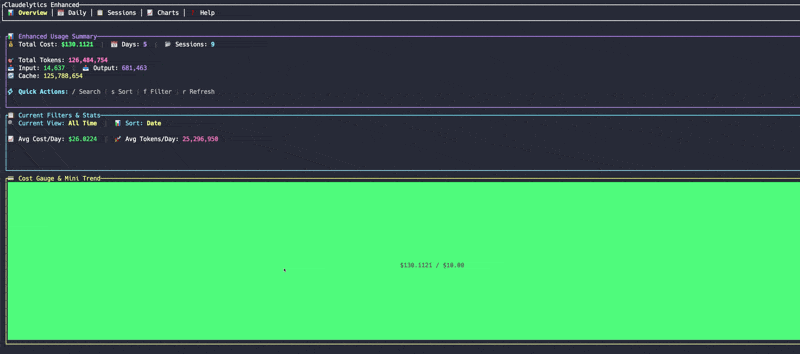 Claudelytics Enhanced
Overview | Daily | Sessions | Charts | Help
Enhanced Usage Summary
Total Cost: $130.1121 | Days: 5 | Sessions: 9
Total Tokens: 126,484,754
Input: 14,637 | Output: 681,463
Cache: 125,788,654
Quick Actions: / Search | s Sort | f Filter | r Refresh
Current Filters & Stats
Current View: All Time | Sort: Date
Avg Cost/Day: $26.0224 | Avg Tokens/Day: 25,296,950
Cost Gauge & Mini Trend
$130.1121 / $10.00